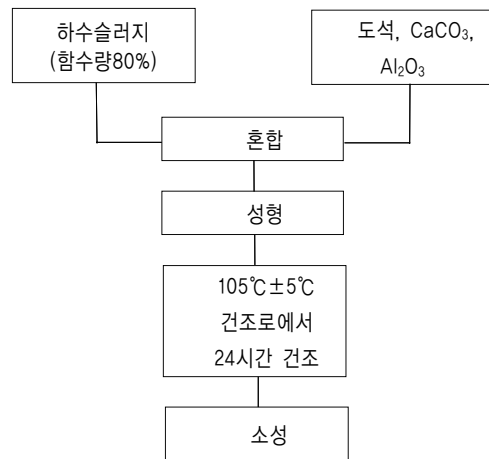 하수슬러지
(함수량80%)
도석, CaCO₃,
Al₂O₃
혼합
성형
105℃±5℃
건조로에서
24시간 건조
소성